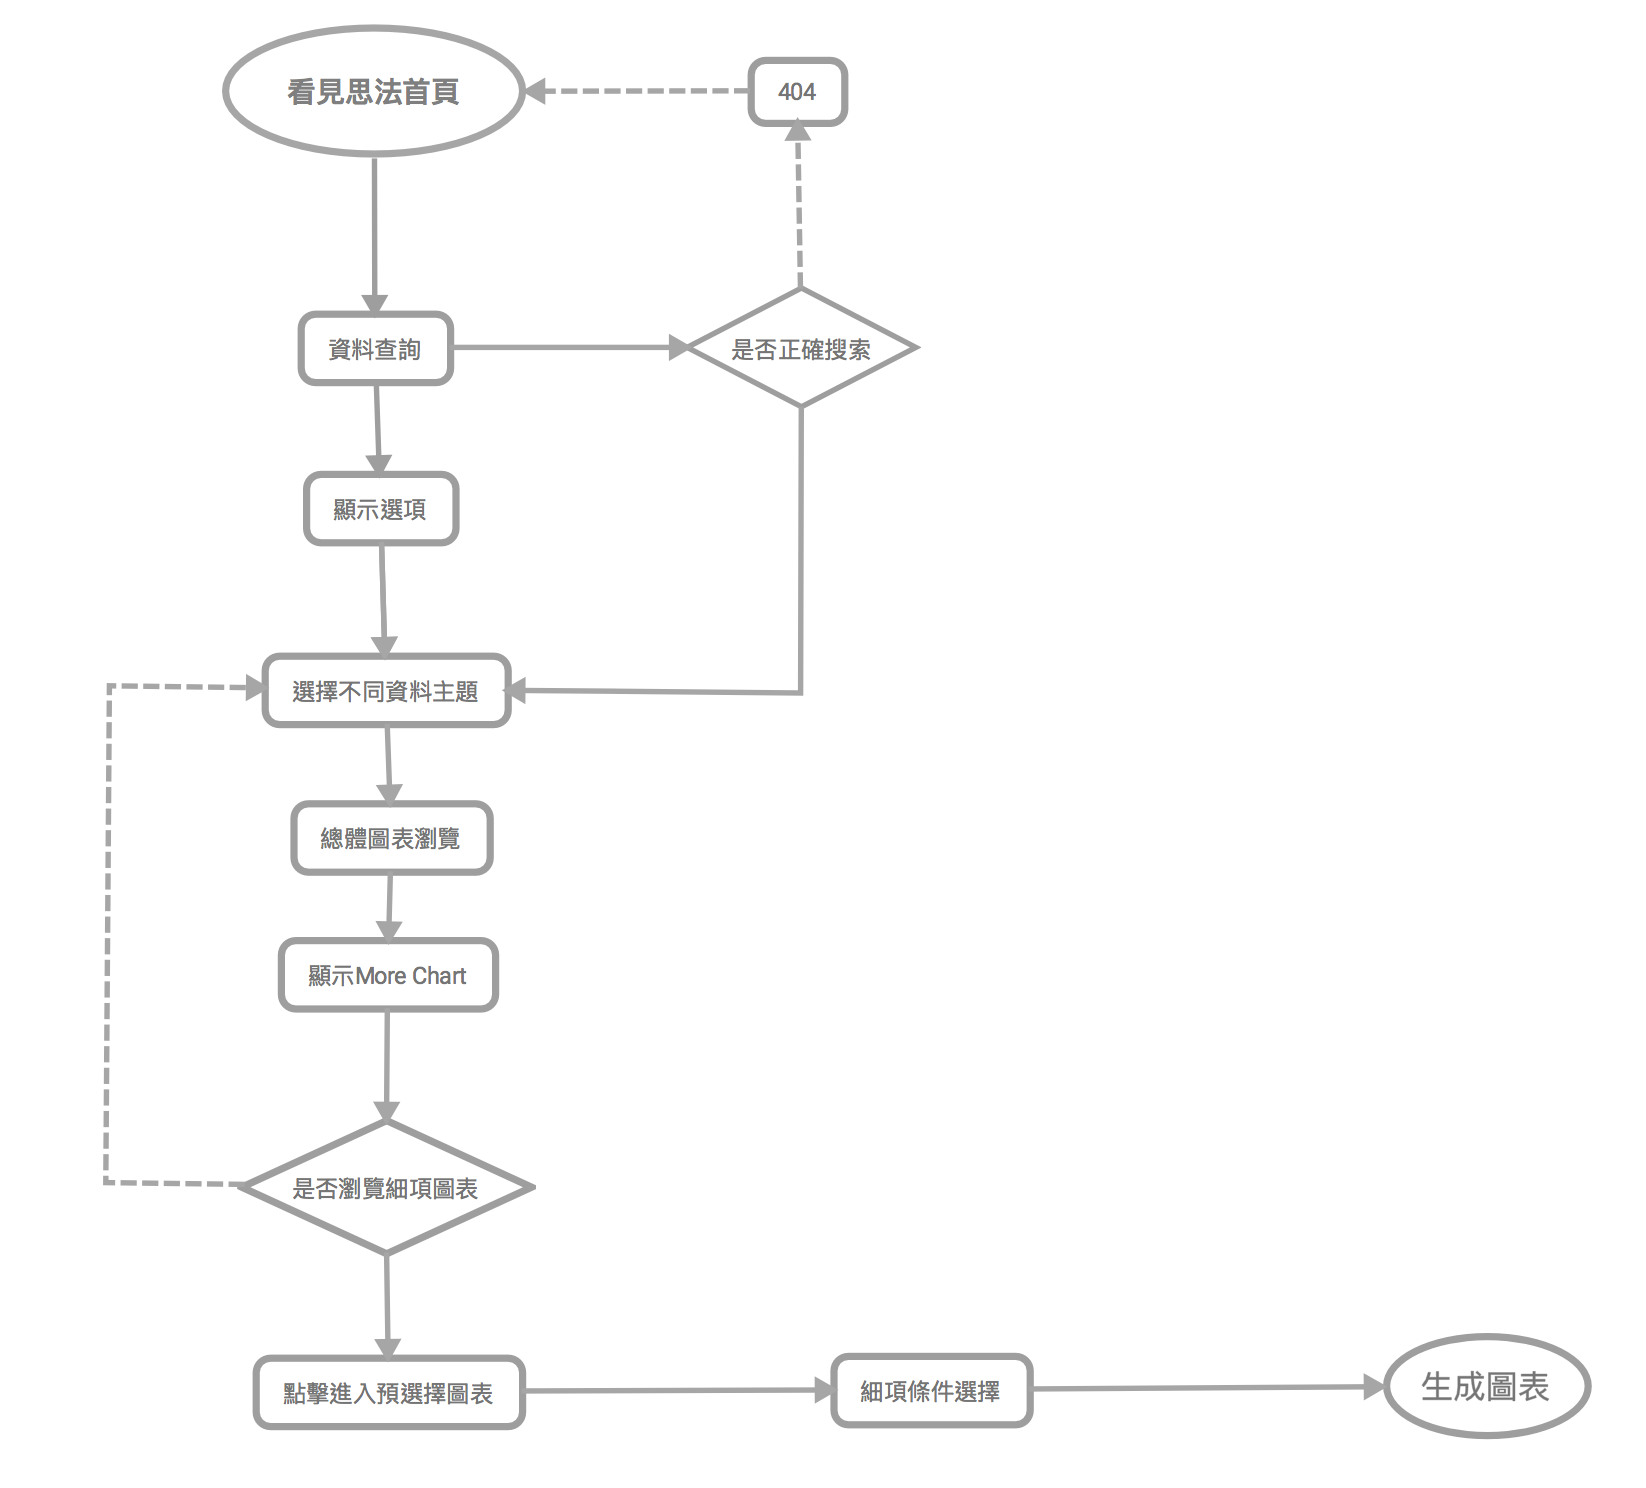 看見思法首頁
404
資料查詢
是否正確搜索
顯示選項
選擇不同資料主題
總體圖表瀏覽
顯示More Chart
是否瀏覽細項圖表
點擊進入預選擇圖表
細項條件選擇
生成圖表